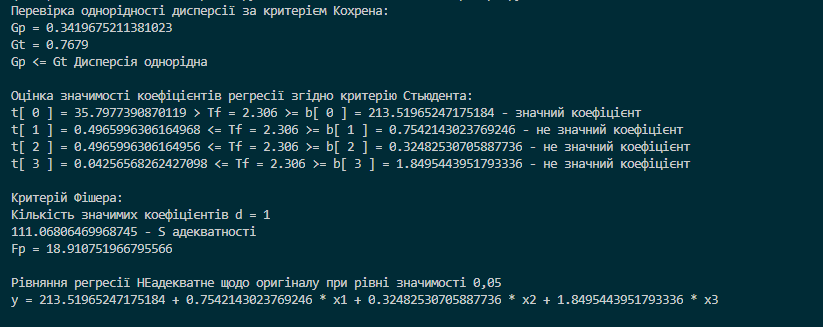 Перевірка однорідності дисперсії за критерієм Кохрена:
Gp = 0.3419675211381023
Gt = 0.7679
Gp <= Gt Дисперсія однорідна
Оцінка значимості коефіцієнтів регресії згідно критерію Стьюдента:
t[ 0 ] = 35.7977390870119 > Tf = 2.306 >= b[ 0 ] = 213.51965247175184 - значний коефіцієнт
t[ 1 ] = 0.4965996306164968 <= Tf = 2.306 >= b[ 1 ] = 0.7542143023769246 - не значний коефіцієнт
t[ 2 ] = 0.4965996306164956 <= Tf = 2.306 >= b[ 2 ] = 0.32482530705887736 - не значний коефіцієнт
t[ 3 ] = 0.04256568262427098 <= Tf = 2.306 >= b[ 3 ] = 1.8495443951793336 - не значний коефіцієнт
Критерій Фішера:
Кількість значимих коефіцієнтів d = 1
111.06806469968745 - S адекватності
Fp = 18.910751966795566
Рівняння регресії НЕадекватне щодо оригіналу при рівні значимості 0,05
y = 213.51965247175184 + 0.7542143023769246 * x1 + 0.32482530705887736 * x2 + 1.8495443951793336 * x3